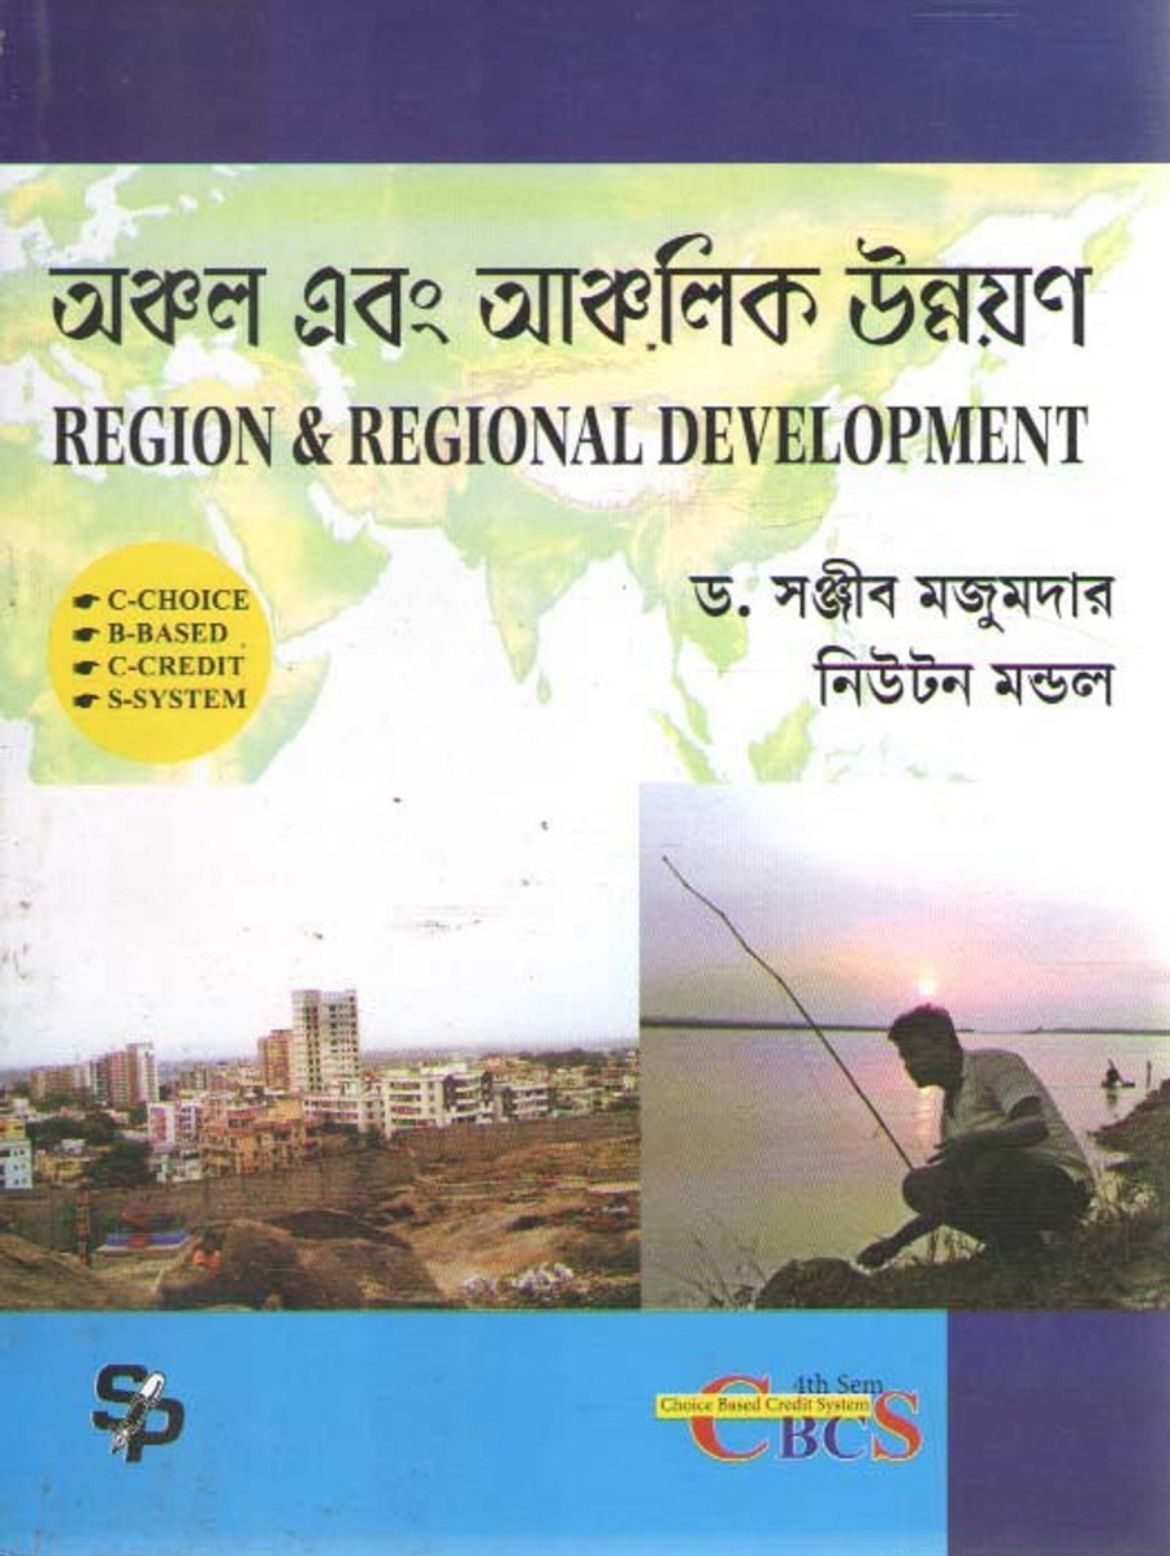 অঞ্চল এবং আঞ্চলিক উন্নয়ণ
REGION & REGIONAL DEVELOPMENT
C-CHOICE
B-BASED
C-CREDIT
S-SYSTEM
ড. সঞ্জীব মজুমদার
নিউটন মন্ডল
SP
4th Sem
Choice Based Credit System
CBCS